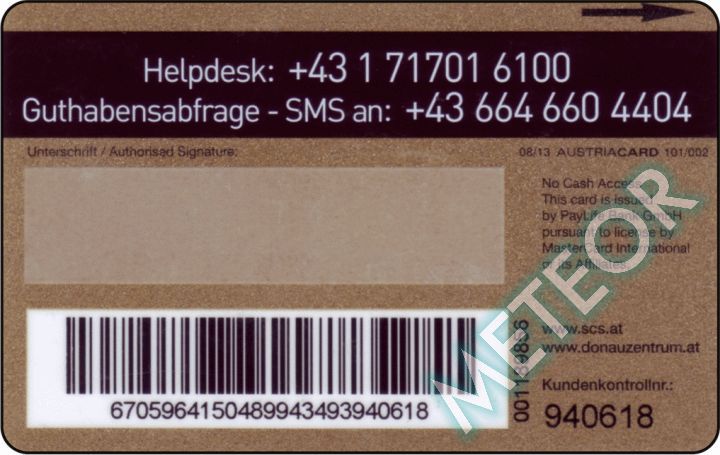 Helpdesk: +43 1 71701 6100
Guthabensabfrage - SMS an: +43 664 660 4404
Unterschrift / Authorised Signature:
08/13 AUSTRIACARD 101/002
No Cash Access.
This card is issued
by PayLife Bank GmbH
pursuant to license by
MasterCard International
or its Affiliates.
METEOR
www.scs.at
www.donauzentrum.at
Kundenkontrollnr.:
940618
6705964150489943493940618